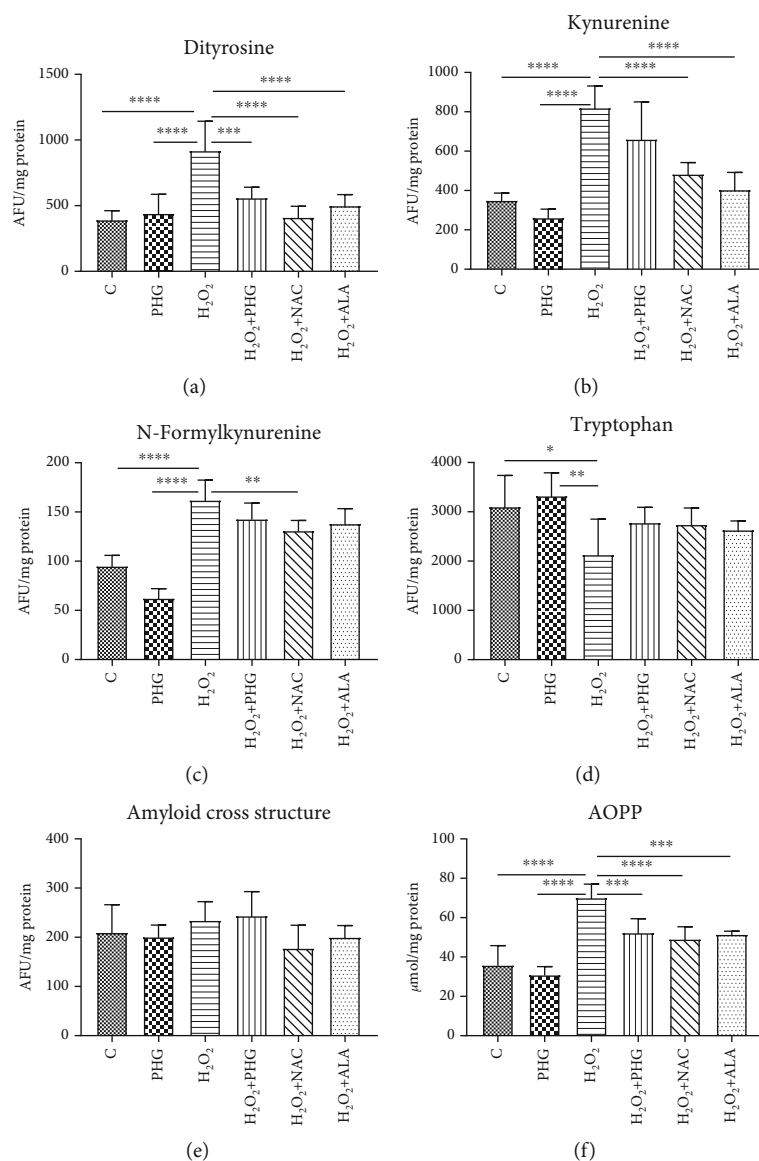 Dityrosine
AFU/mg protein
1500
1000
500
0
****
****
****
****
***
C
PHG
H₂O₂
H₂O₂+PHG
H₂O₂+NAC
H₂O₂+ALA
(a)
Kynurenine
AFU/mg protein
1000
800
600
400
200
0
****
****
****
****
C
PHG
H₂O₂
H₂O₂+PHG
H₂O₂+NAC
H₂O₂+ALA
(b)
N-Formylkynurenine
AFU/mg protein
200
150
100
50
0
****
****
**
C
PHG
H₂O₂
H₂O₂+PHG
H₂O₂+NAC
H₂O₂+ALA
(c)
Tryptophan
AFU/mg protein
4000
3000
2000
1000
0
*
**
C
PHG
H₂O₂
H₂O₂+PHG
H₂O₂+NAC
H₂O₂+ALA
(d)
Amyloid cross structure
AFU/mg protein
400
300
200
100
0
C
PHG
H₂O₂
H₂O₂+PHG
H₂O₂+NAC
H₂O₂+ALA
(e)
AOPP
μmol/mg protein
100
80
60
40
20
0
***
****
****
****
***
C
PHG
H₂O₂
H₂O₂+PHG
H₂O₂+NAC
H₂O₂+ALA
(f)